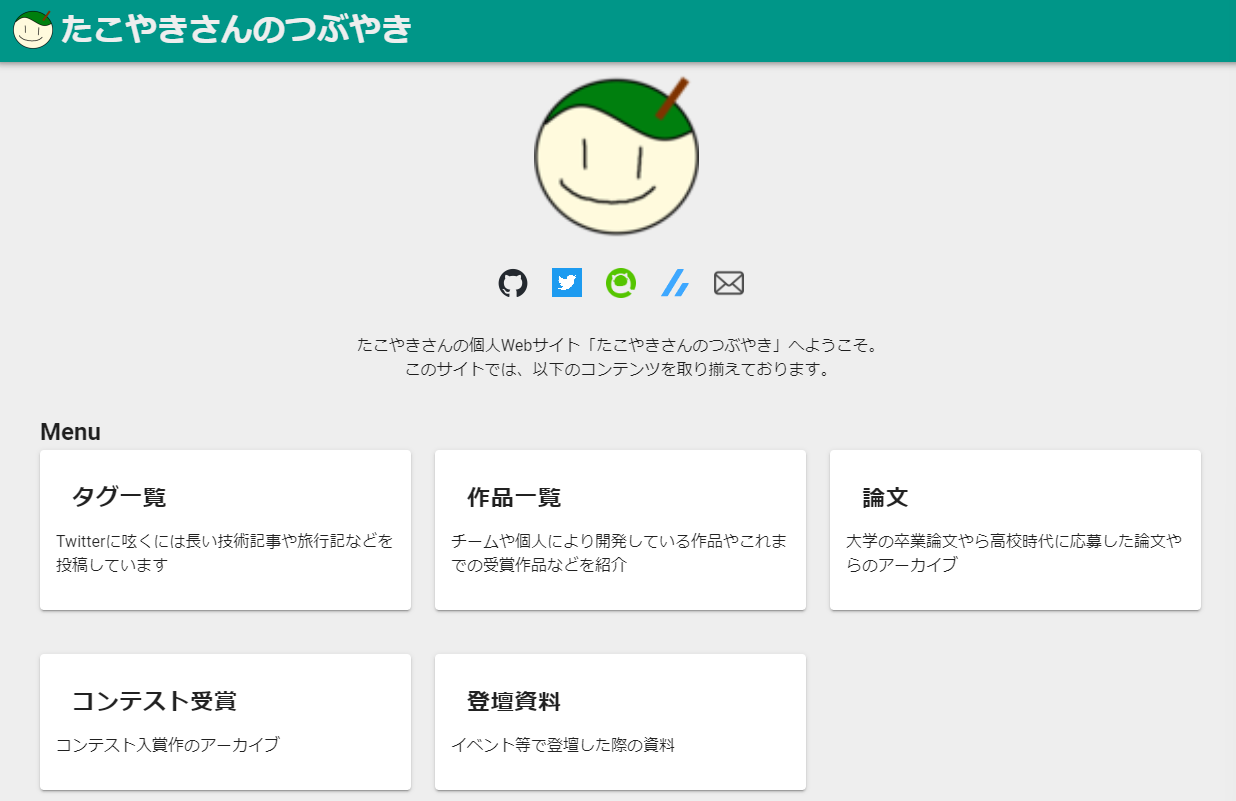 たこやきさんのつぶやき
たこやきさんの個人Webサイト「たこやきさんのつぶやき」へようこそ。
このサイトでは、以下のコンテンツを取り揃えております。
Menu
タグ一覧
Twitterに呟くには長い技術記事や旅行記などを
投稿しています
作品一覧
チームや個人により開発している作品やこれま
での受賞作品などを紹介
論文
大学の卒業論文やら高校時代に応募した論文や
らのアーカイブ
コンテスト受賞
コンテスト入賞作のアーカイブ
登壇資料
イベント等で登壇した際の資料